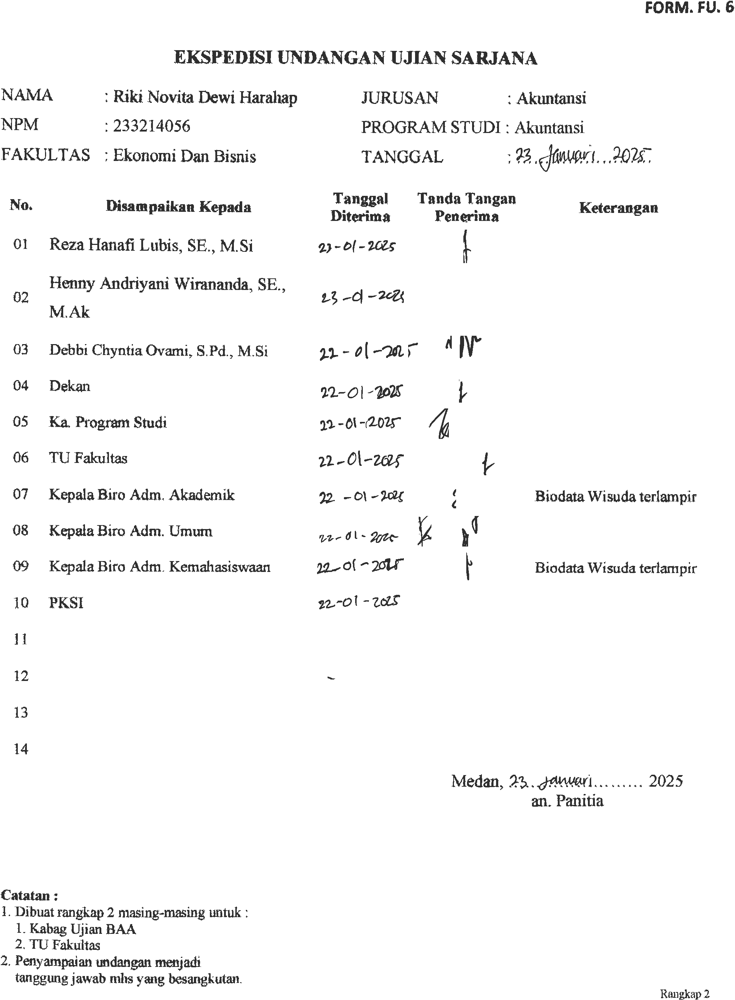 FORM. FU. 6
EKSPEDISI UNDANGAN UJIAN SARJANA
NAMA : Riki Novita Dewi Harahap JURUSAN : Akuntansi
NPM : 233214056 PROGRAM STUDI : Akuntansi
FAKULTAS : Ekonomi Dan Bisnis TANGGAL : 23 Januari 2025
No. Disampaikan Kepada Tanggal Diterima Tanda Tangan Penerima Keterangan
01 Reza Hanafi Lubis, SE., M.Si 23-01-2025
02 Henny Andriyani Wirananda, SE., M.Ak 23-01-2025
03 Debbi Chyntia Ovami, S.Pd., M.Si 22-01-2025
04 Dekan 22-01-2025
05 Ka. Program Studi 22-01-2025
06 TU Fakultas 22-01-2025
07 Kepala Biro Adm. Akademik 22-01-2025 Biodata Wisuda terlampir
08 Kepala Biro Adm. Umum 22-01-2025
09 Kepala Biro Adm. Kemahasiswaan 22-01-2025 Biodata Wisuda terlampir
10 PKSI 22-01-2025
11
12
13
14
Medan, 23 Januari 2025
an. Panitia
Catatan :
1. Dibuat rangkap 2 masing-masing untuk :
1. Kabag Ujian BAA
2. TU Fakultas
2. Penyampaian undangan menjadi
tanggung jawab mhs yang besangkutan.
Rangkap 2